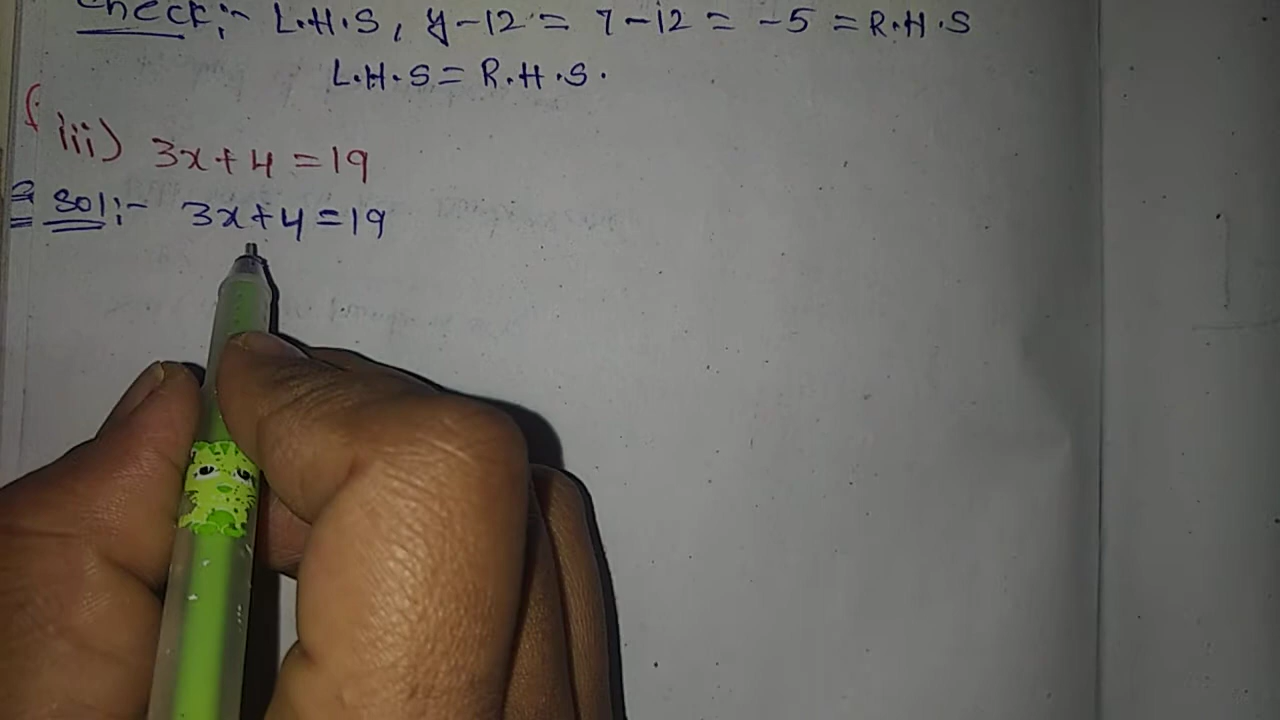 Check:- L.H.S, y-12 = 7-12 = -5 = R.H.S
L.H.S = R.H.S.
iii) 3x+4 =19
Sol:- 3x+4=19